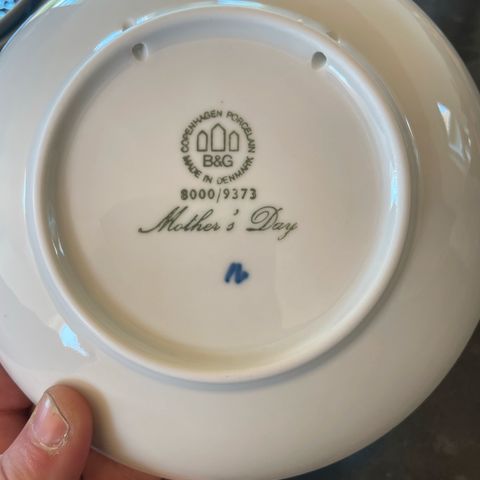 COPENHAGEN PORCELAIN
B&G
MADE IN DENMARK
8000/9373
Mother's Day